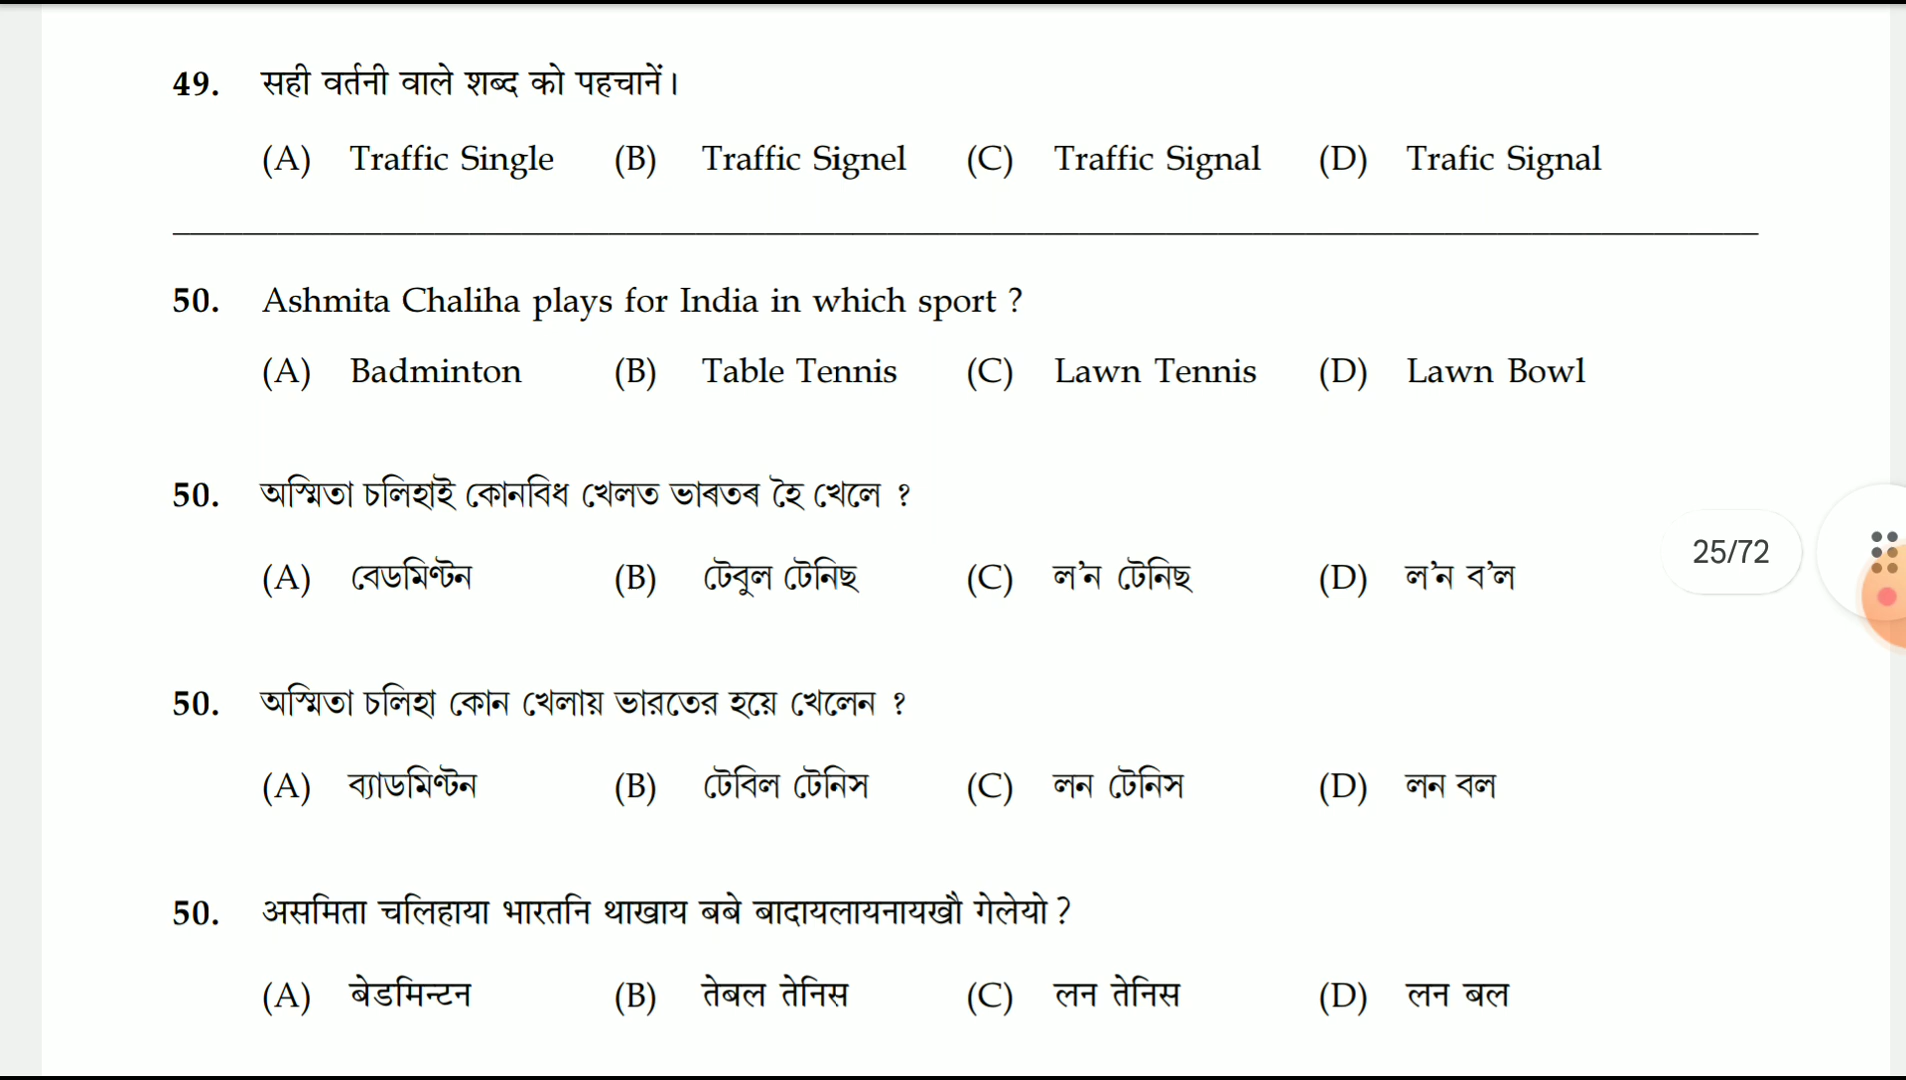 49. सही वर्तनी वाले शब्द को पहचानें।
(A) Traffic Single (B) Traffic Signel (C) Traffic Signal (D) Trafic Signal
50. Ashmita Chaliha plays for India in which sport ?
(A) Badminton (B) Table Tennis (C) Lawn Tennis (D) Lawn Bowl
50. অস্মিতা চলিহাই কোনবিধ খেলত ভাৰতৰ হৈ খেলে ?
(A) বেডমিণ্টন (B) টেবুল টেনিছ (C) ল’ন টেনিছ (D) ল’ন ব’ল
25/72
50. অস্মিতা চলিহা কোন খেলায় ভারতের হয়ে খেলেন ?
(A) ব্যাডমিণ্টন (B) টেবিল টেনিস (C) লন টেনিস (D) লন বল
50. असमिता चलिहाया भारतनि थाखाय बबे बादायलायनायखौ गेलेयो ?
(A) बेडमिन्टन (B) तेबल तेनिस (C) लन तेनिस (D) लन बल